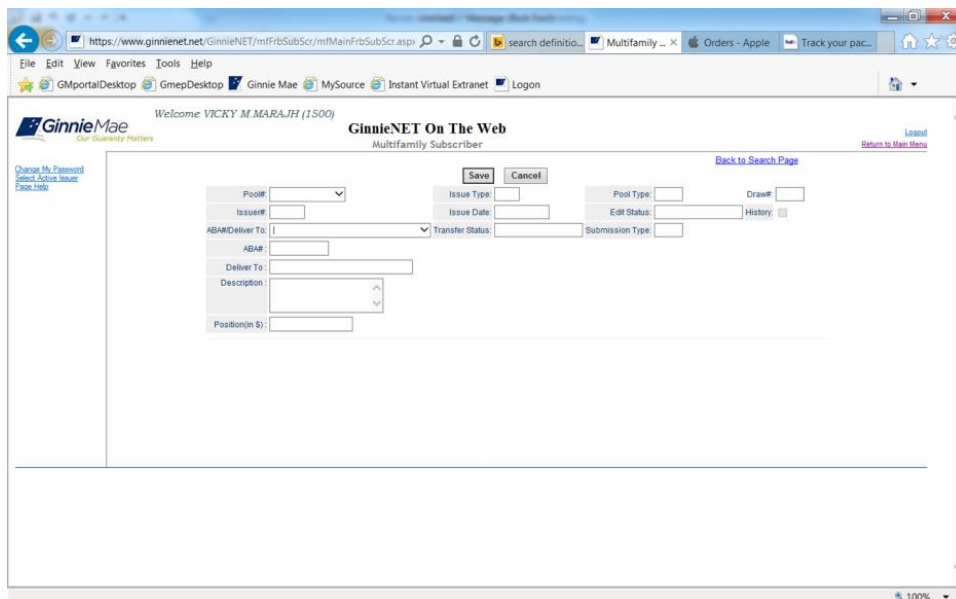 https://www.ginnienet.net/GinnieNET/mfFrbSubScr/mfMainFrbSubScr.asp
search definitio...
Multifamily ...
Orders - Apple
Track your pac...
File Edit View Favorites Tools Help
GMportalDesktop GmepDesktop Ginnie Mae MySource Instant Virtual Extranet Logon
Welcome VICKY M.MARAJH (1500)
GinnieMae
Our Guaranty Matters
GinnieNET On The Web
Multifamily Subscriber
Logout
Return to Main Menu
Back to Search Page
Change My Password
Select Active Issuer
Page Help
Save Cancel
Pool#: Issue Type: Pool Type: Draw#:
Issuer#: Issue Date: Edit Status: History:
ABA#/Deliver To: Transfer Status: Submission Type:
ABA# :
Deliver To :
Description :
Position(in $) :
100%